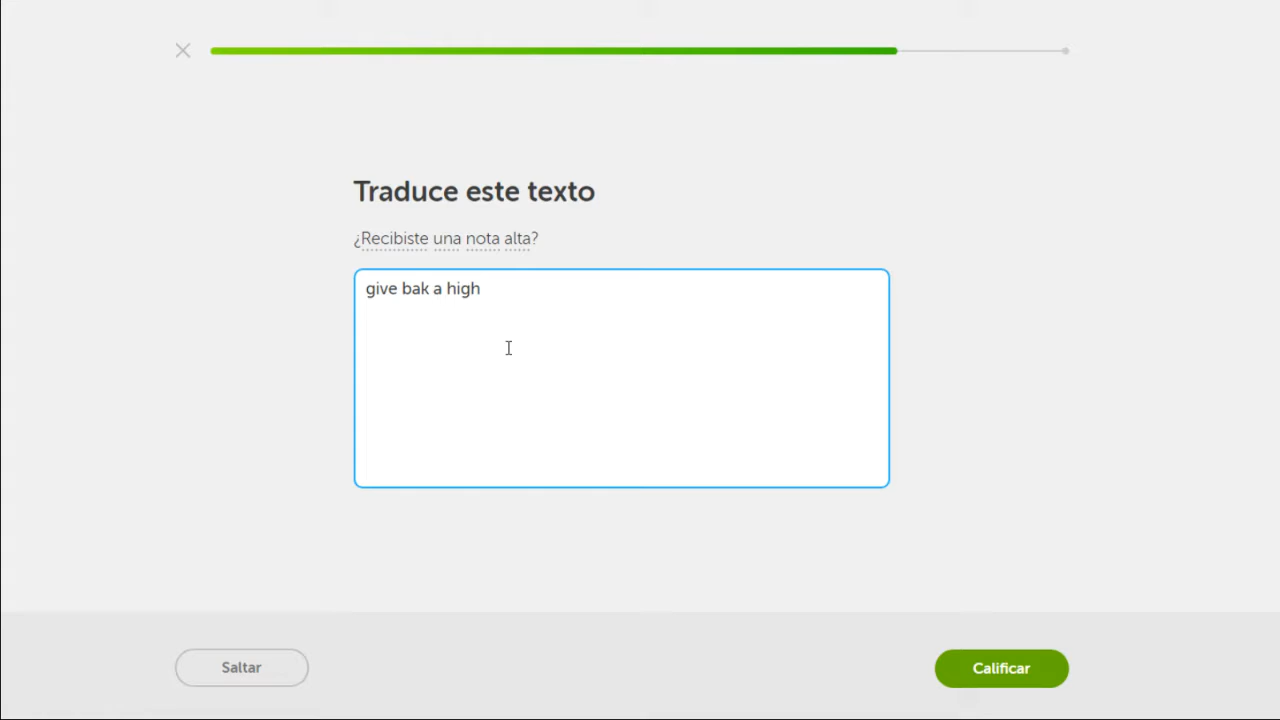 Traduce este texto
¿Recibiste una nota alta?
give bak a high
Saltar
Calificar